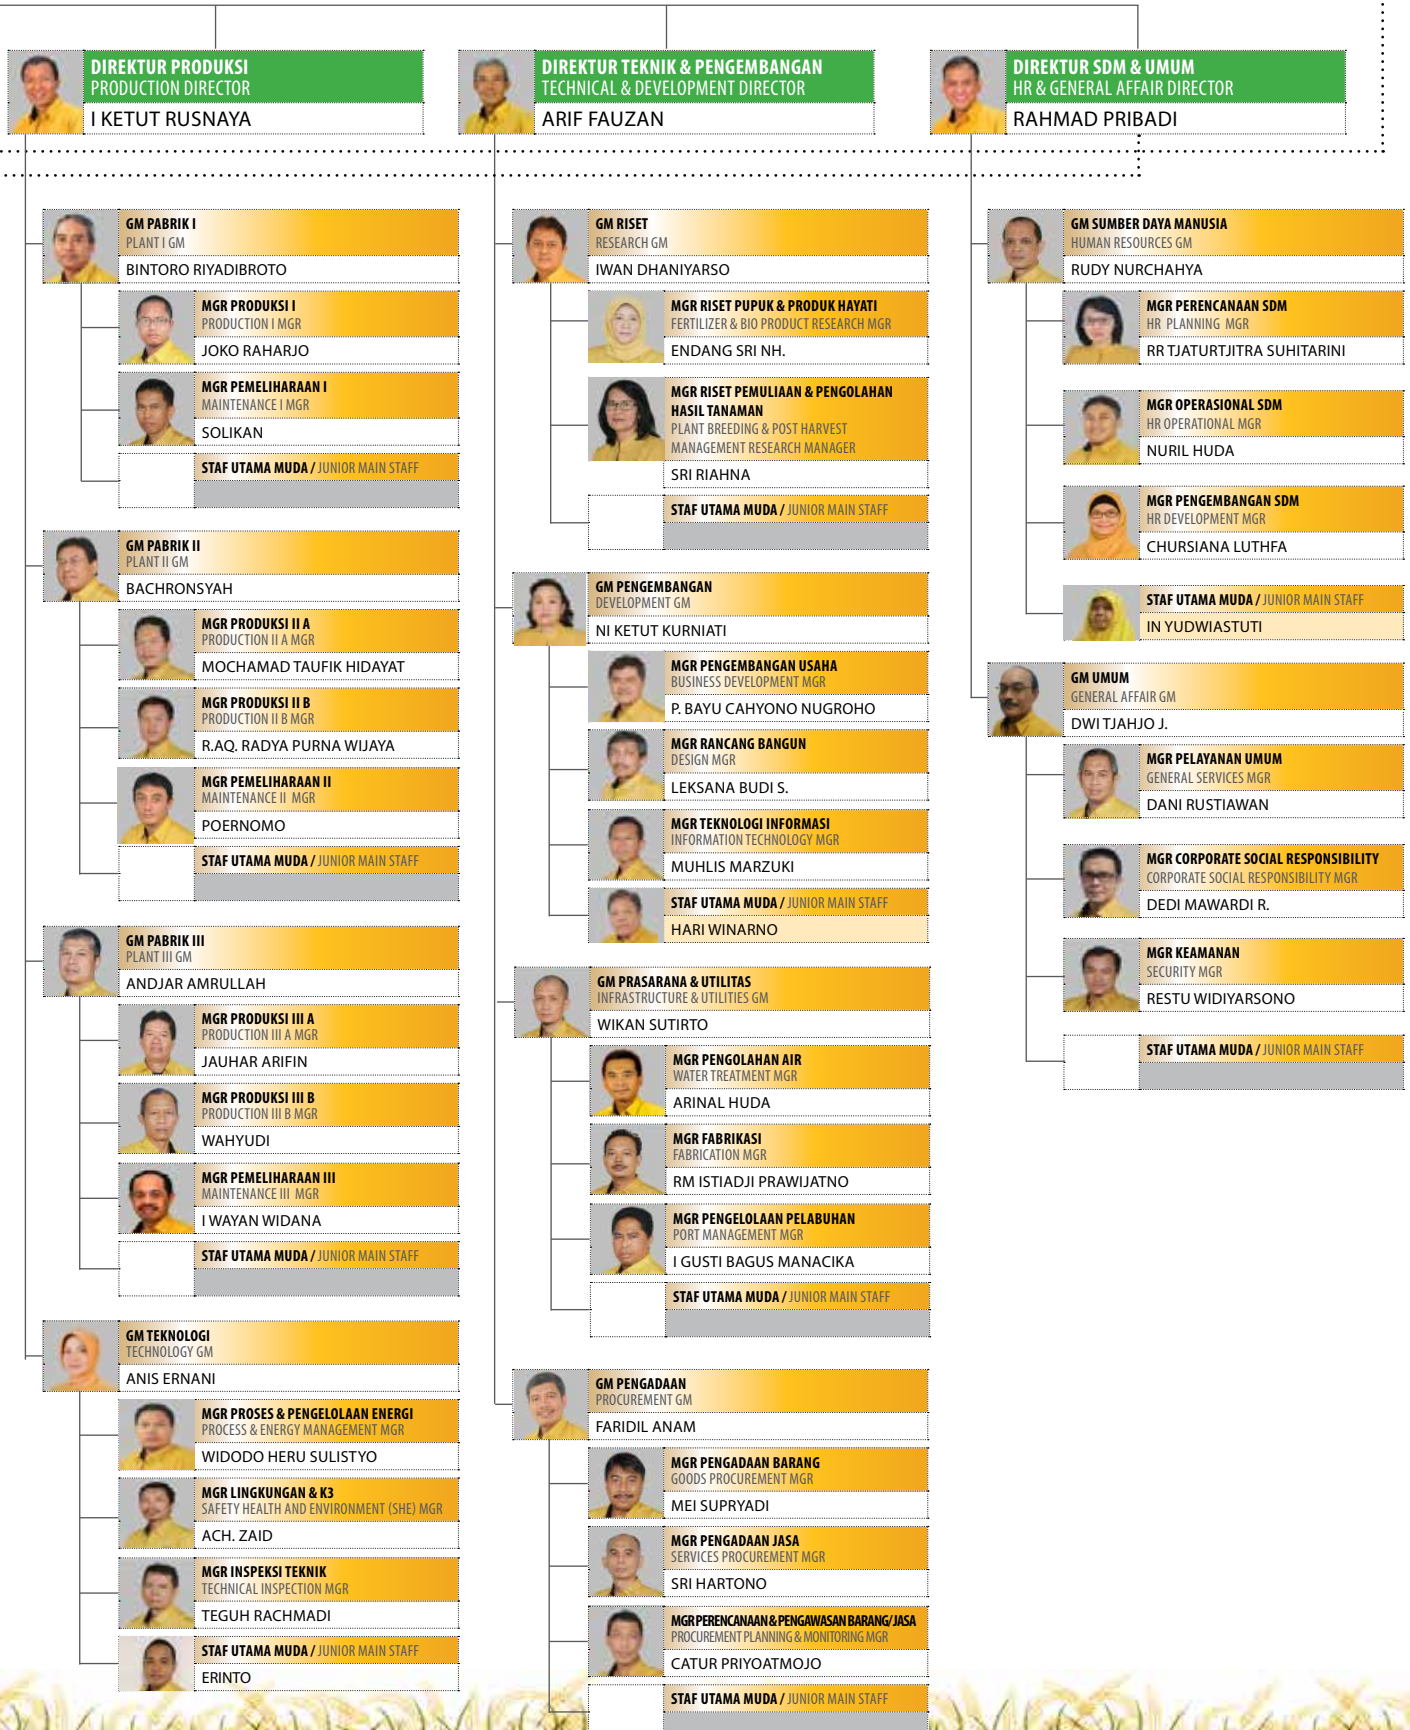 DIREKTUR PRODUKSI
PRODUCTION DIRECTOR
I KETUT RUSNAYA
GM PABRIK I
PLANT I GM
BINTORO RIYADIBROTO
MGR PRODUKSI I
PRODUCTION I MGR
JOKO RAHARJO
MGR PEMELIHARAAN I
MAINTENANCE I MGR
SOLIKAN
STAF UTAMA MUDA / JUNIOR MAIN STAFF
GM PABRIK II
PLANT II GM
BACHRONSYAH
MGR PRODUKSI II A
PRODUCTION II A MGR
MOCHAMAD TAUFIK HIDAYAT
MGR PRODUKSI II B
PRODUCTION II B MGR
R.AQ. RADYA PURNA WIJAYA
MGR PEMELIHARAAN II
MAINTENANCE II MGR
POERNOMO
STAF UTAMA MUDA / JUNIOR MAIN STAFF
GM PABRIK III
PLANT III GM
ANDJAR AMRULLAH
MGR PRODUKSI III A
PRODUCTION III A MGR
JAUHAR ARIFIN
MGR PRODUKSI III B
PRODUCTION III B MGR
WAHYUDI
MGR PEMELIHARAAN III
MAINTENANCE III MGR
I WAYAN WIDANA
STAF UTAMA MUDA / JUNIOR MAIN STAFF
GM TEKNOLOGI
TECHNOLOGY GM
ANIS ERNANI
MGR PROSES & PENGELOLAAN ENERGI
PROCESS & ENERGY MANAGEMENT MGR
WIDODO HERU SULISTYO
MGR LINGKUNGAN & K3
SAFETY HEALTH AND ENVIRONMENT (SHE) MGR
ACH. ZAID
MGR INSPEKSI TEKNIK
TECHNICAL INSPECTION MGR
TEGUH RACHMADI
STAF UTAMA MUDA / JUNIOR MAIN STAFF
ERINTO
DIREKTUR TEKNIK & PENGEMBANGAN
TECHNICAL & DEVELOPMENT DIRECTOR
ARIF FAUZAN
GM RISET
RESEARCH GM
IWAN DHANIYARSO
MGR RISET PUPUK & PRODUK HAYATI
FERTILIZER & BIO PRODUCT RESEARCH MGR
ENDANG SRI NH.
MGR RISET PEMULIAAN & PENGOLAHAN
HASIL TANAMAN
PLANT BREEDING & POST HARVEST
MANAGEMENT RESEARCH MANAGER
SRI RIAHNA
STAF UTAMA MUDA / JUNIOR MAIN STAFF
GM PENGEMBANGAN
DEVELOPMENT GM
NI KETUT KURNIATI
MGR PENGEMBANGAN USAHA
BUSINESS DEVELOPMENT MGR
P. BAYU CAHYONO NUGROHO
MGR RANCANG BANGUN
DESIGN MGR
LEKSANA BUDI S.
MGR TEKNOLOGI INFORMASI
INFORMATION TECHNOLOGY MGR
MUHLIS MARZUKI
STAF UTAMA MUDA / JUNIOR MAIN STAFF
HARI WINARNO
GM PRASARANA & UTILITAS
INFRASTRUCTURE & UTILITIES GM
WIKAN SUTIRTO
MGR PENGOLAHAN AIR
WATER TREATMENT MGR
ARINAL HUDA
MGR FABRIKASI
FABRICATION MGR
RM ISTIADJI PRAWIJATNO
MGR PENGELOLAAN PELABUHAN
PORT MANAGEMENT MGR
I GUSTI BAGUS MANACIKA
STAF UTAMA MUDA / JUNIOR MAIN STAFF
GM PENGADAAN
PROCUREMENT GM
FARIDIL ANAM
MGR PENGADAAN BARANG
GOODS PROCUREMENT MGR
MEI SUPRYADI
MGR PENGADAAN JASA
SERVICES PROCUREMENT MGR
SRI HARTONO
MGR PERENCANAAN & PENGAWASAN BARANG/JASA
PROCUREMENT PLANNING & MONITORING MGR
CATUR PRIYOATMOJO
STAF UTAMA MUDA / JUNIOR MAIN STAFF
DIREKTUR SDM & UMUM
HR & GENERAL AFFAIR DIRECTOR
RAHMAD PRIBADI
GM SUMBER DAYA MANUSIA
HUMAN RESOURCES GM
RUDY NURCHAHYA
MGR PERENCANAAN SDM
HR PLANNING MGR
RR TJATURTJITRA SUHITARINI
MGR OPERASIONAL SDM
HR OPERATIONAL MGR
NURIL HUDA
MGR PENGEMBANGAN SDM
HR DEVELOPMENT MGR
CHURSIANA LUTHFA
STAF UTAMA MUDA / JUNIOR MAIN STAFF
IN YUDWIASTUTI
GM UMUM
GENERAL AFFAIR GM
DWI TJAHJO J.
MGR PELAYANAN UMUM
GENERAL SERVICES MGR
DANI RUSTIAWAN
MGR CORPORATE SOCIAL RESPONSIBILITY
CORPORATE SOCIAL RESPONSIBILITY MGR
DEDI MAWARDI R.
MGR KEAMANAN
SECURITY MGR
RESTU WIDIYARSONO
STAF UTAMA MUDA / JUNIOR MAIN STAFF